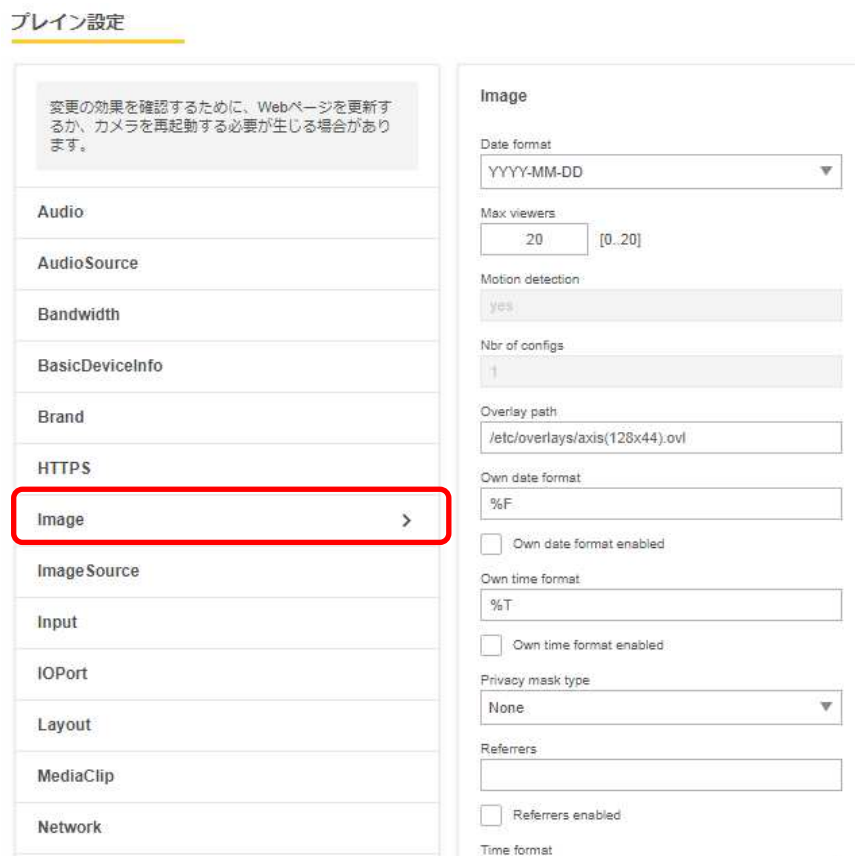 プレイン設定
変更の効果を確認するために、Webページを更新す
るか、カメラを再起動する必要が生じる場合があり
ます。
Audio
AudioSource
Bandwidth
BasicDeviceInfo
Brand
HTTPS
Image
ImageSource
Input
IOPort
Layout
MediaClip
Network
Image
Date format
YYYY-MM-DD
Max viewers
20 [0..20]
Motion detection
yes
Nbr of configs
1
Overlay path
/etc/overlays/axis(128x44).ovl
Own date format
%F
Own date format enabled
Own time format
%T
Own time format enabled
Privacy mask type
None
Referrers
Referrers enabled
Time format